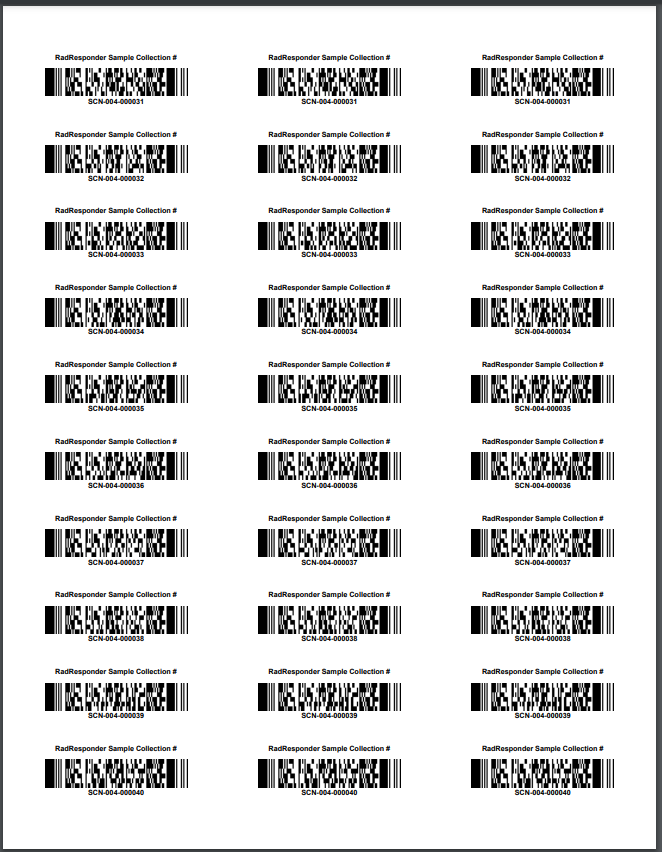 RadResponder Sample Collection # RadResponder Sample Collection # RadResponder Sample Collection #
SCN-004-000031 SCN-004-000031 SCN-004-000031
RadResponder Sample Collection # RadResponder Sample Collection # RadResponder Sample Collection #
SCN-004-000032 SCN-004-000032 SCN-004-000032
RadResponder Sample Collection # RadResponder Sample Collection # RadResponder Sample Collection #
SCN-004-000033 SCN-004-000033 SCN-004-000033
RadResponder Sample Collection # RadResponder Sample Collection # RadResponder Sample Collection #
SCN-004-000034 SCN-004-000034 SCN-004-000034
RadResponder Sample Collection # RadResponder Sample Collection # RadResponder Sample Collection #
SCN-004-000035 SCN-004-000035 SCN-004-000035
RadResponder Sample Collection # RadResponder Sample Collection # RadResponder Sample Collection #
SCN-004-000036 SCN-004-000036 SCN-004-000036
RadResponder Sample Collection # RadResponder Sample Collection # RadResponder Sample Collection #
SCN-004-000037 SCN-004-000037 SCN-004-000037
RadResponder Sample Collection # RadResponder Sample Collection # RadResponder Sample Collection #
SCN-004-000038 SCN-004-000038 SCN-004-000038
RadResponder Sample Collection # RadResponder Sample Collection # RadResponder Sample Collection #
SCN-004-000039 SCN-004-000039 SCN-004-000039
RadResponder Sample Collection # RadResponder Sample Collection # RadResponder Sample Collection #
SCN-004-000040 SCN-004-000040 SCN-004-000040